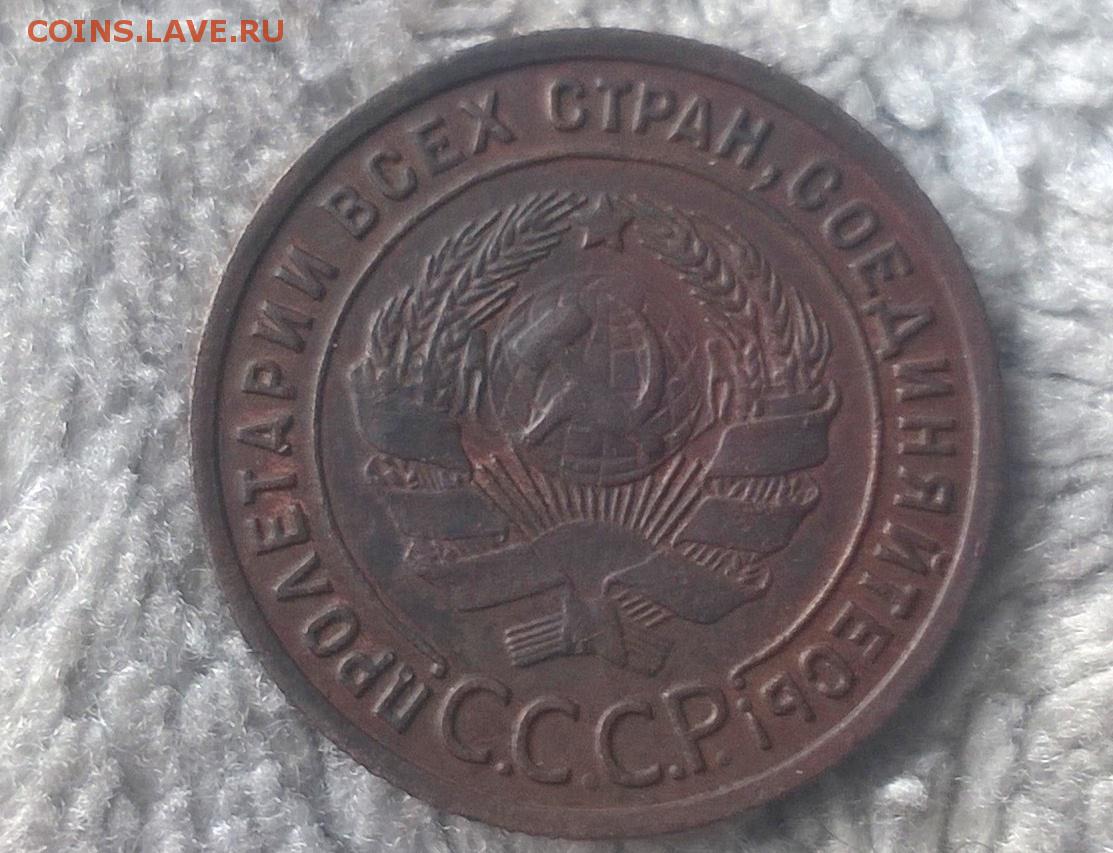 COINS.LAVE.RU
ПРОЛЕТАРИИ ВСЕХ СТРАН, СОЕДИНЯЙТЕСЬ!
С.С.С.Р.